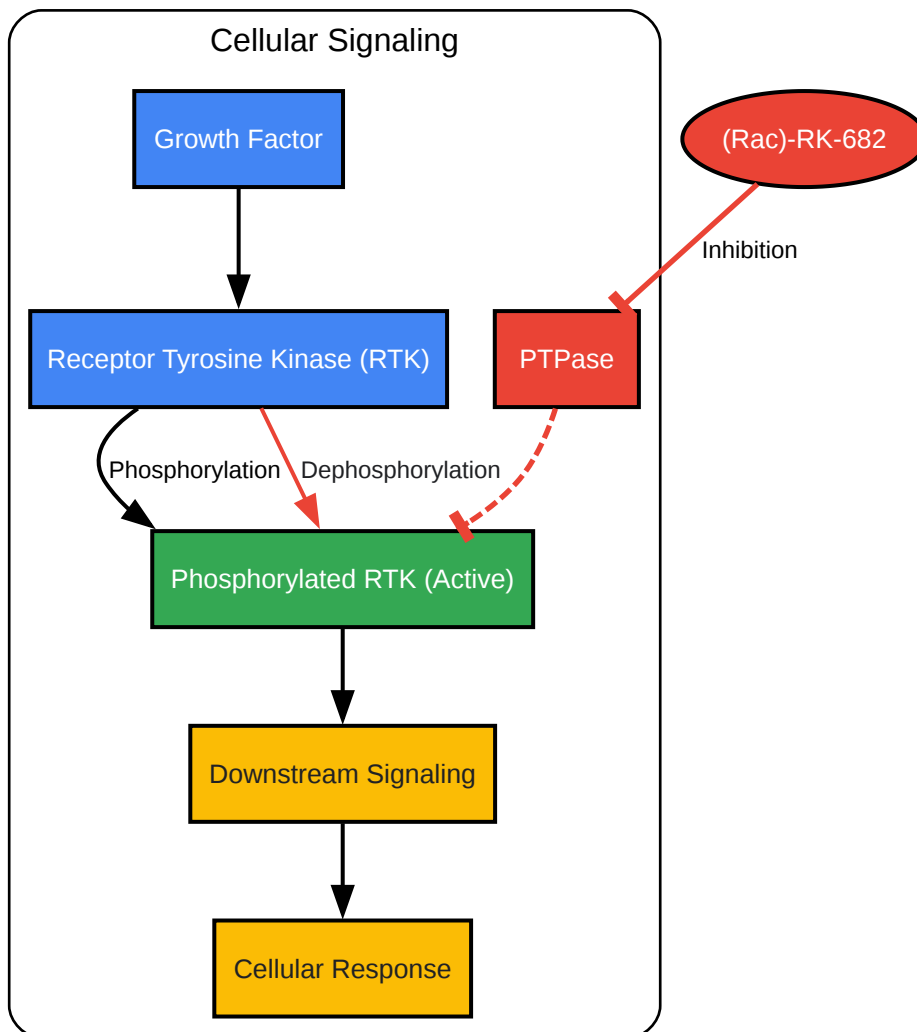 Cellular Signaling
Growth Factor
(Rac)-RK-682
Inhibition
Receptor Tyrosine Kinase (RTK)
PTPase
Phosphorylation
Dephosphorylation
Phosphorylated RTK (Active)
Downstream Signaling
Cellular Response